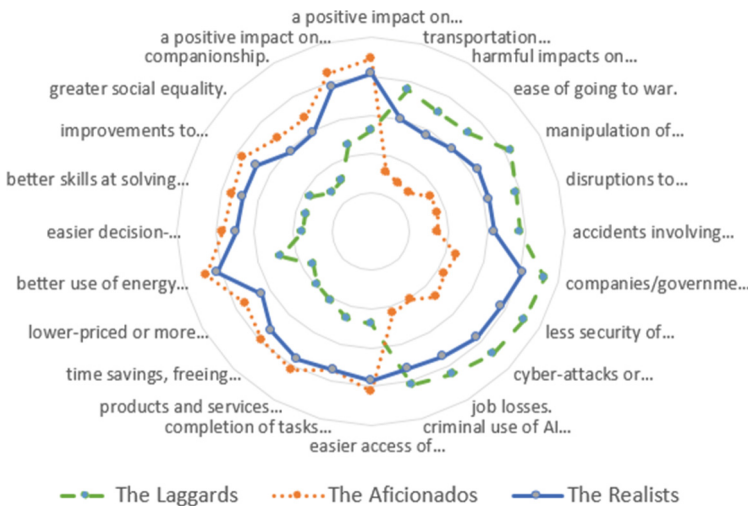 a positive impact on...
a positive impact on...
transportation...
companionship.
harmful impacts on...
greater social equality.
ease of going to war.
improvements to...
manipulation of...
better skills at solving...
disruptions to...
easier decision-...
accidents involving...
better use of energy...
companies/governme...
lower-priced or more...
less security of...
time savings, freeing...
cyber-attacks or...
products and services...
job losses.
completion of tasks...
criminal use of AI...
easier access of...
The Laggards
The Aficionados
The Realists